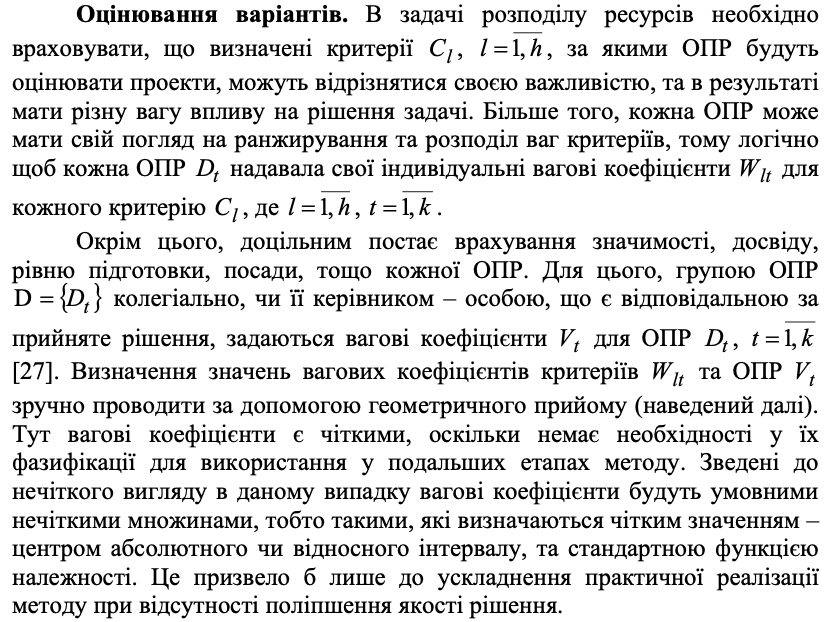 Оцінювання варіантів. В задачі розподілу ресурсів необхідно
враховувати, що визначені критерії C_l, l = \overline{1,h}, за якими ОПР будуть
оцінювати проекти, можуть відрізнятися своєю важливістю, та в результаті
мати різну вагу впливу на рішення задачі. Більше того, кожна ОПР може
мати свій погляд на ранжирування та розподіл ваг критеріїв, тому логічно
щоб кожна ОПР D_t надавала свої індивідуальні вагові коефіцієнти W_{lt} для
кожного критерію C_l, де l = \overline{1,h}, t = \overline{1,k}.
Окрім цього, доцільним постає врахування значимості, досвіду,
рівню підготовки, посади, тощо кожної ОПР. Для цього, групою ОПР
D = {D_t} колегіально, чи її керівником – особою, що є відповідальною за
прийняте рішення, задаються вагові коефіцієнти V_t для ОПР D_t, t = \overline{1,k}
[27]. Визначення значень вагових коефіцієнтів критеріїв W_{lt} та ОПР V_t
зручно проводити за допомогою геометричного прийому (наведений далі).
Тут вагові коефіцієнти є чіткими, оскільки немає необхідності у їх
фазифікації для використання у подальших етапах методу. Зведені до
нечіткого вигляду в даному випадку вагові коефіцієнти будуть умовними
нечіткими множинами, тобто такими, які визначаються чітким значенням –
центром абсолютного чи відносного інтервалу, та стандартною функцією
належності. Це призвело б лише до ускладнення практичної реалізації
методу при відсутності поліпшення якості рішення.